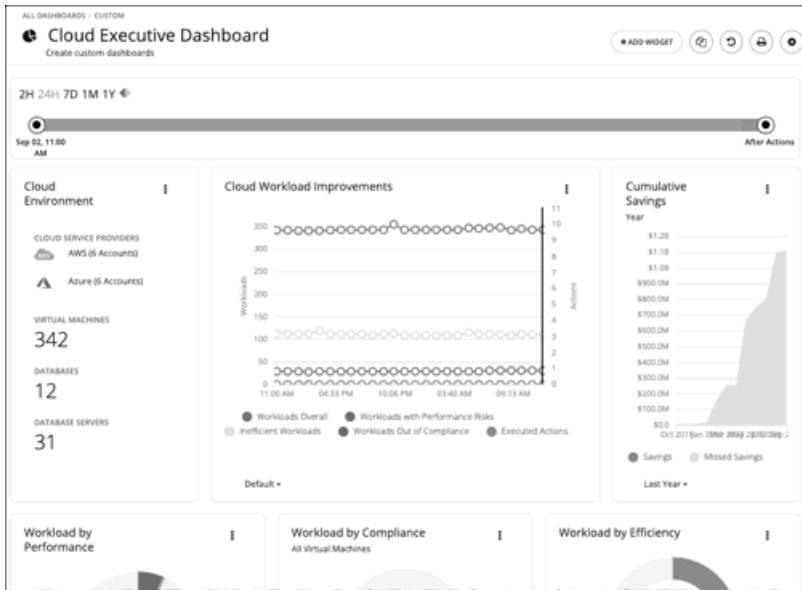 ALL DASHBOARDS / CUSTOM
Cloud Executive Dashboard
Create custom dashboards
+ ADD WIDGET
2H 24H 7D 1M 1Y
Sep 02, 11:00
AM
After Actions
Cloud
Environment
CLOUD SERVICE PROVIDERS
AWS (6 Accounts)
Azure (6 Accounts)
VIRTUAL MACHINES
342
DATABASES
12
DATABASE SERVERS
31
Cloud Workload Improvements
Workloads
350
300
250
200
150
100
50
0
Actions
11
10
9
8
7
6
5
4
3
2
1
0
11:00 AM 04:33 PM 10:06 PM 03:40 AM 09:13 AM
Workloads Overall Workloads with Performance Risks
Inefficient Workloads Workloads Out of Compliance Executed Actions
Default
Cumulative
Savings
Year
$1.2B
$1.1B
$1.0B
$900.0M
$800.0M
$700.0M
$600.0M
$500.0M
$400.0M
$300.0M
$200.0M
$100.0M
$0.0
Savings Missed Savings
Last Year
Workload by
Performance
Workload by Compliance
All Virtual Machines
Workload by Efficiency